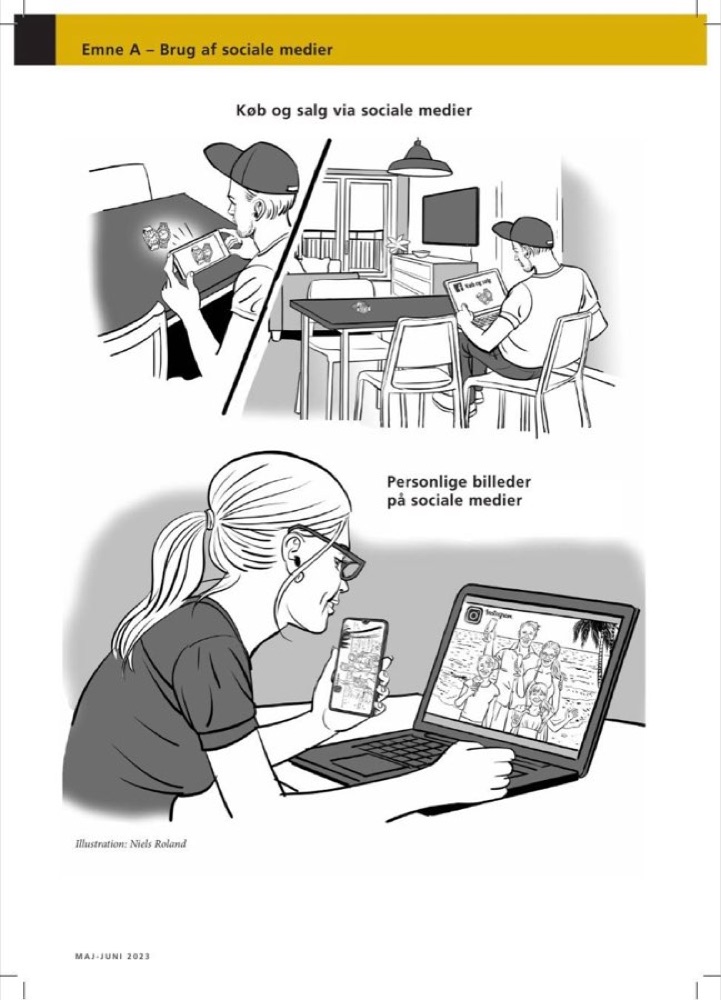 Emne A – Brug af sociale medier
Køb og salg via sociale medier
Køb og salg
Personlige billeder
på sociale medier
Instagram
Illustration: Niels Roland
MAJ-JUNI 2023